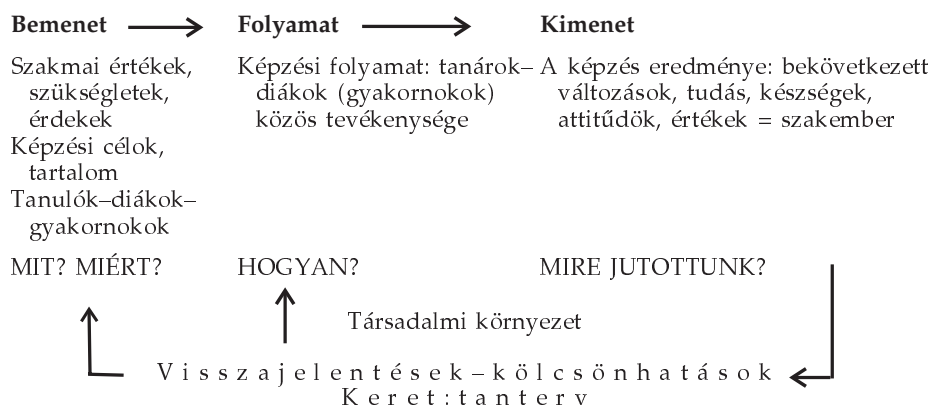 Bemenet Folyamat Kimenet
Szakmai értékek,
szükségletek,
érdekek
Képzési célok,
tartalom
Tanulók–diákok–
gyakornokok
Képzési folyamat: tanárok–
diákok (gyakornokok)
közös tevékenysége
A képzés eredménye: bekövetkezett
változások, tudás, készségek,
attitűdök, értékek = szakember
MIT? MIÉRT? HOGYAN? MIRE JUTOTTUNK?
Társadalmi környezet
Visszajelentések–kölcsönhatások
Keret:tanterv